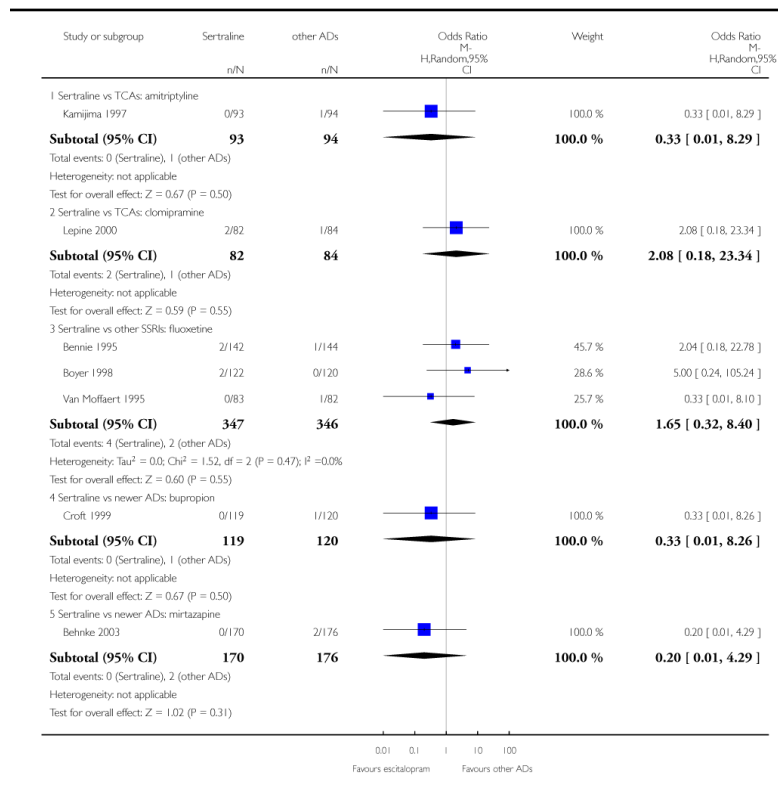 Study or subgroup Sertraline other ADs Odds Ratio Weight Odds Ratio
n/N n/N M-H,Random,95% CI M-H,Random,95% CI
1 Sertraline vs TCAs: amitriptyline
Kamijima 1997 0/93 1/94 100.0 % 0.33 [ 0.01, 8.29 ]
Subtotal (95% CI) 93 94 100.0 % 0.33 [ 0.01, 8.29 ]
Total events: 0 (Sertraline), 1 (other ADs)
Heterogeneity: not applicable
Test for overall effect: Z = 0.67 (P = 0.50)
2 Sertraline vs TCAs: clomipramine
Lepine 2000 2/82 1/84 100.0 % 2.08 [ 0.18, 23.34 ]
Subtotal (95% CI) 82 84 100.0 % 2.08 [ 0.18, 23.34 ]
Total events: 2 (Sertraline), 1 (other ADs)
Heterogeneity: not applicable
Test for overall effect: Z = 0.59 (P = 0.55)
3 Sertraline vs other SSRIs: fluoxetine
Bennie 1995 2/142 1/144 45.7 % 2.04 [ 0.18, 22.78 ]
Boyer 1998 2/122 0/120 28.6 % 5.00 [ 0.24, 105.24 ]
Van Moffaert 1995 0/83 1/82 25.7 % 0.33 [ 0.01, 8.10 ]
Subtotal (95% CI) 347 346 100.0 % 1.65 [ 0.32, 8.40 ]
Total events: 4 (Sertraline), 2 (other ADs)
Heterogeneity: Tau² = 0.0; Chi² = 1.52, df = 2 (P = 0.47); I² =0.0%
Test for overall effect: Z = 0.60 (P = 0.55)
4 Sertraline vs newer ADs: bupropion
Croft 1999 0/119 1/120 100.0 % 0.33 [ 0.01, 8.26 ]
Subtotal (95% CI) 119 120 100.0 % 0.33 [ 0.01, 8.26 ]
Total events: 0 (Sertraline), 1 (other ADs)
Heterogeneity: not applicable
Test for overall effect: Z = 0.67 (P = 0.50)
5 Sertraline vs newer ADs: mirtazapine
Behnke 2003 0/170 2/176 100.0 % 0.20 [ 0.01, 4.29 ]
Subtotal (95% CI) 170 176 100.0 % 0.20 [ 0.01, 4.29 ]
Total events: 0 (Sertraline), 2 (other ADs)
Heterogeneity: not applicable
Test for overall effect: Z = 1.02 (P = 0.31)
0.01 0.1 1 10 100
Favours escitalopram Favours other ADs